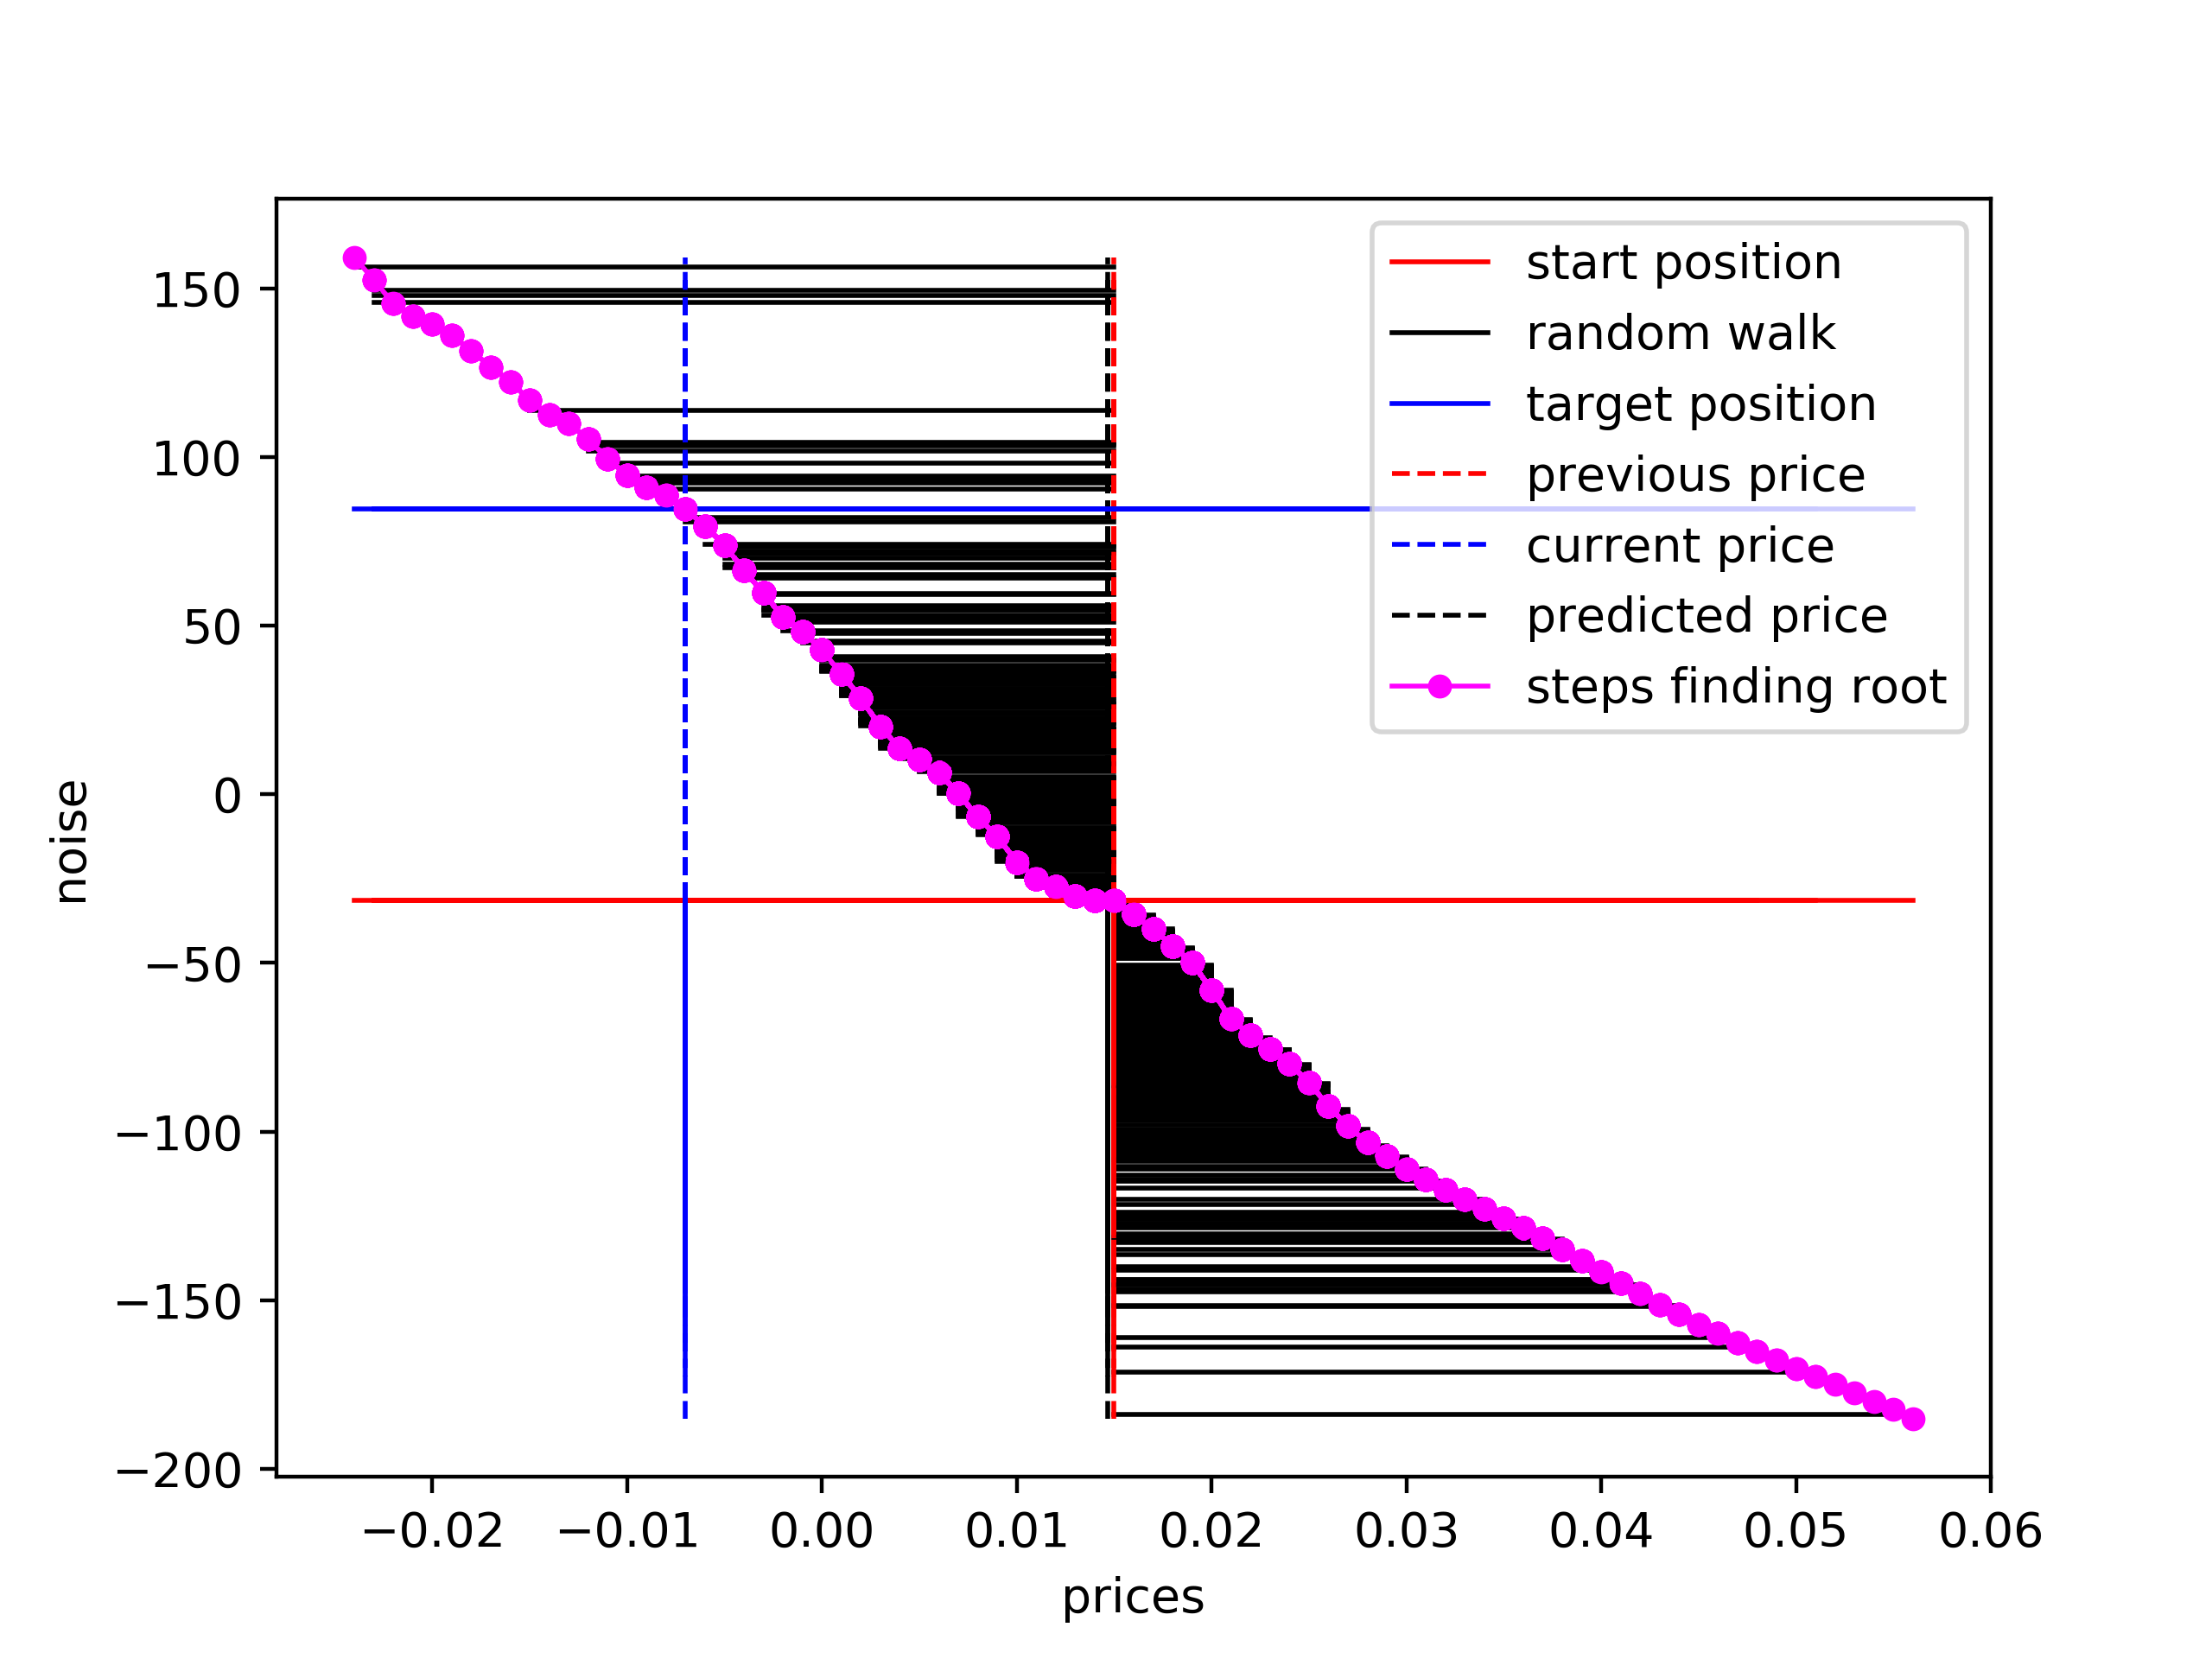 start position
random walk
target position
previous price
current price
predicted price
steps finding root
150
100
50
0
−50
−100
−150
−200
noise
−0.02 −0.01 0.00 0.01 0.02 0.03 0.04 0.05 0.06
prices